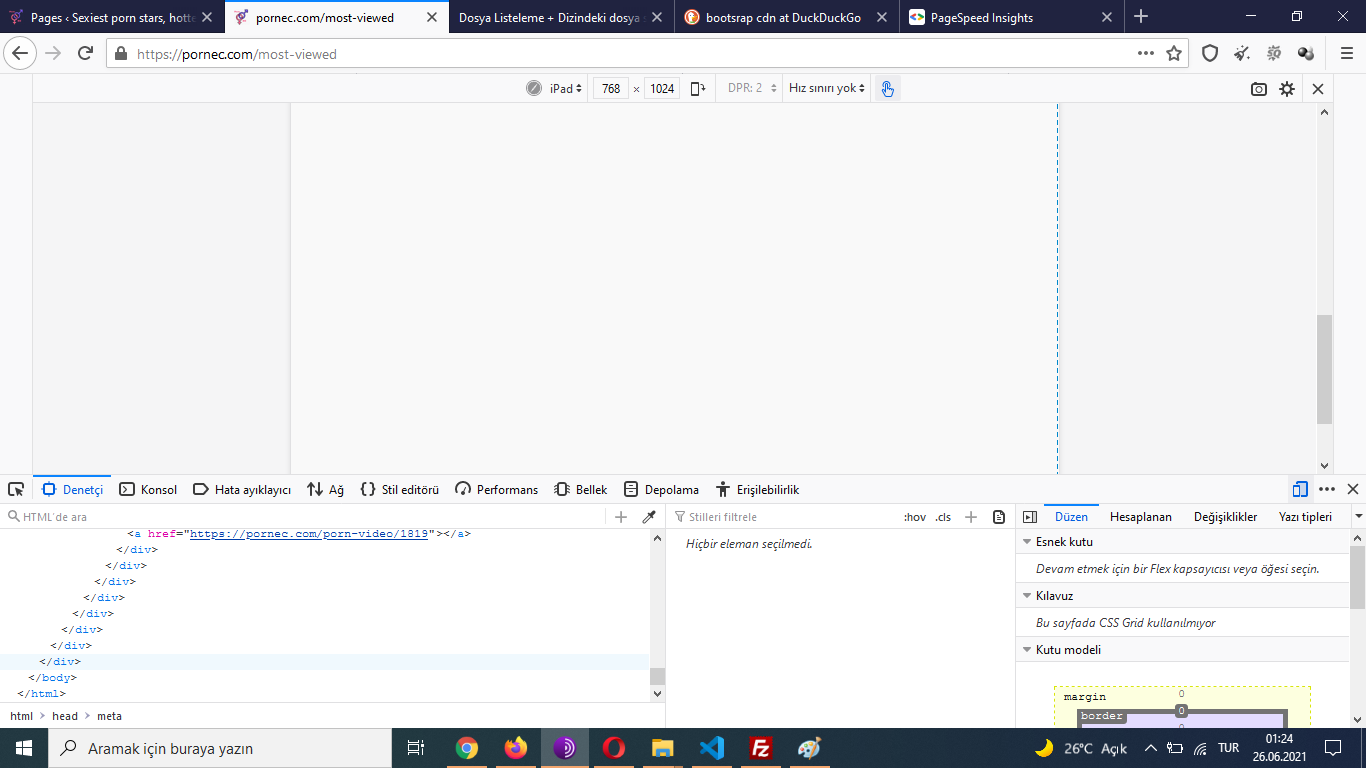 Pages ‹ Sexiest porn stars, hotte
pornec.com/most-viewed
Dosya Listeleme + Dizindeki dosya
bootsrap cdn at DuckDuckGo
PageSpeed Insights
https://pornec.com/most-viewed
iPad 768 × 1024 DPR: 2 Hız sınırı yok
Denetçi Konsol Hata ayıklayıcı Ağ Stil editörü Performans Bellek Depolama Erişilebilirlik
HTML'de ara
Stilleri filtrele
:hov .cls
Düzen Hesaplanan Değişiklikler Yazı tipleri
<a href="https://pornec.com/porn-video/1819"></a>
</div>
</div>
</div>
</div>
</div>
</div>
</div>
</div>
</body>
</html>
html > head > meta
Hiçbir eleman seçilmedi.
Esnek kutu
Devam etmek için bir Flex kapsayıcısı veya öğesi seçin.
Kılavuz
Bu sayfada CSS Grid kullanılmıyor
Kutu modeli
margin 0
border 0
Aramak için buraya yazın
26°C Açık
TUR
01:24
26.06.2021